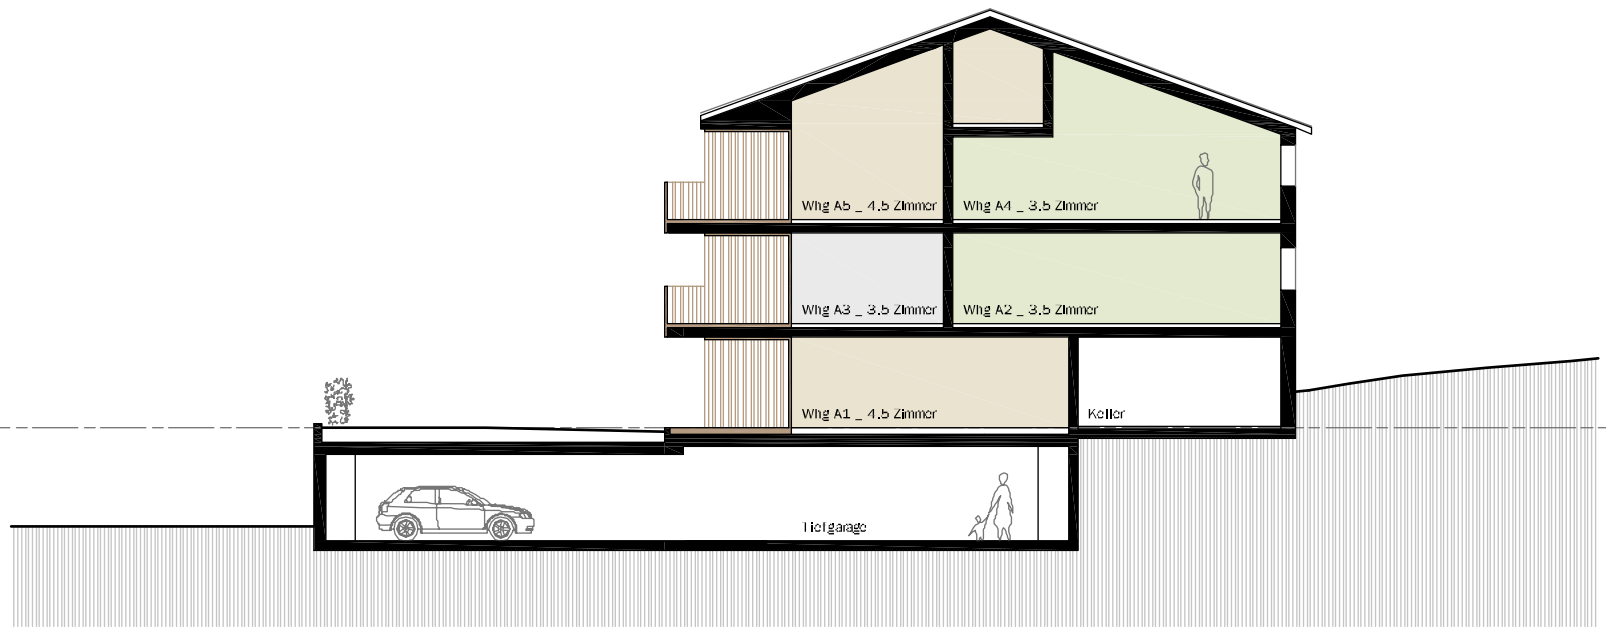 Whg A5 _ 4.5 Zimmer
Whg A4 _ 3.5 Zimmer
Whg A3 _ 3.5 Zimmer
Whg A2 _ 3.5 Zimmer
Whg A1 _ 4.5 Zimmer
Keller
Tiefgarage